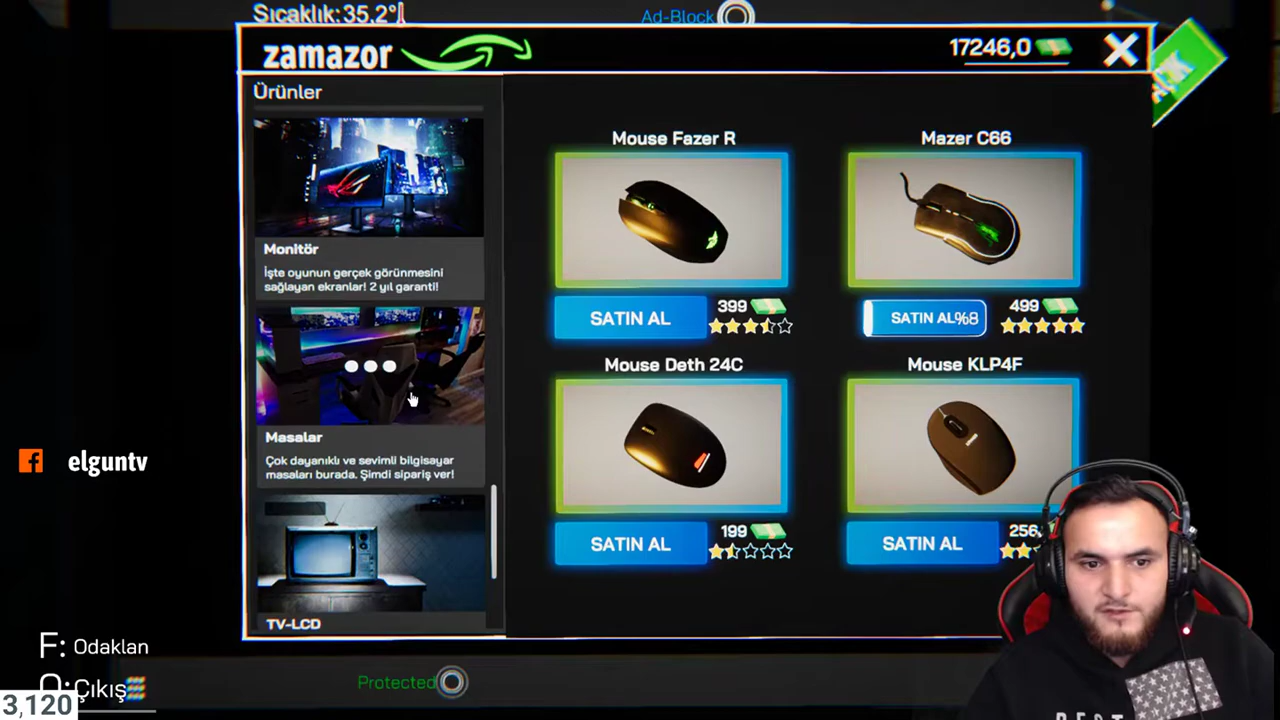 Sıcaklık: 35,2°
Ad-Block
zamazor
17246,0
Ürünler
Monitör
İşte oyunun gerçek görünmesini
sağlayan ekranlar! 2 yıl garanti!
Masalar
Çok dayanıklı ve sevimli bilgisayar
masaları burada. Şimdi sipariş ver!
TV-LCD
Mouse Fazer R
SATIN AL
399
Mazer C66
SATIN AL%8
499
Mouse Deth 24C
SATIN AL
199
Mouse KLP4F
SATIN AL
256,
elguntv
F: Odaklan
Q: Çıkış
3,120
Protected